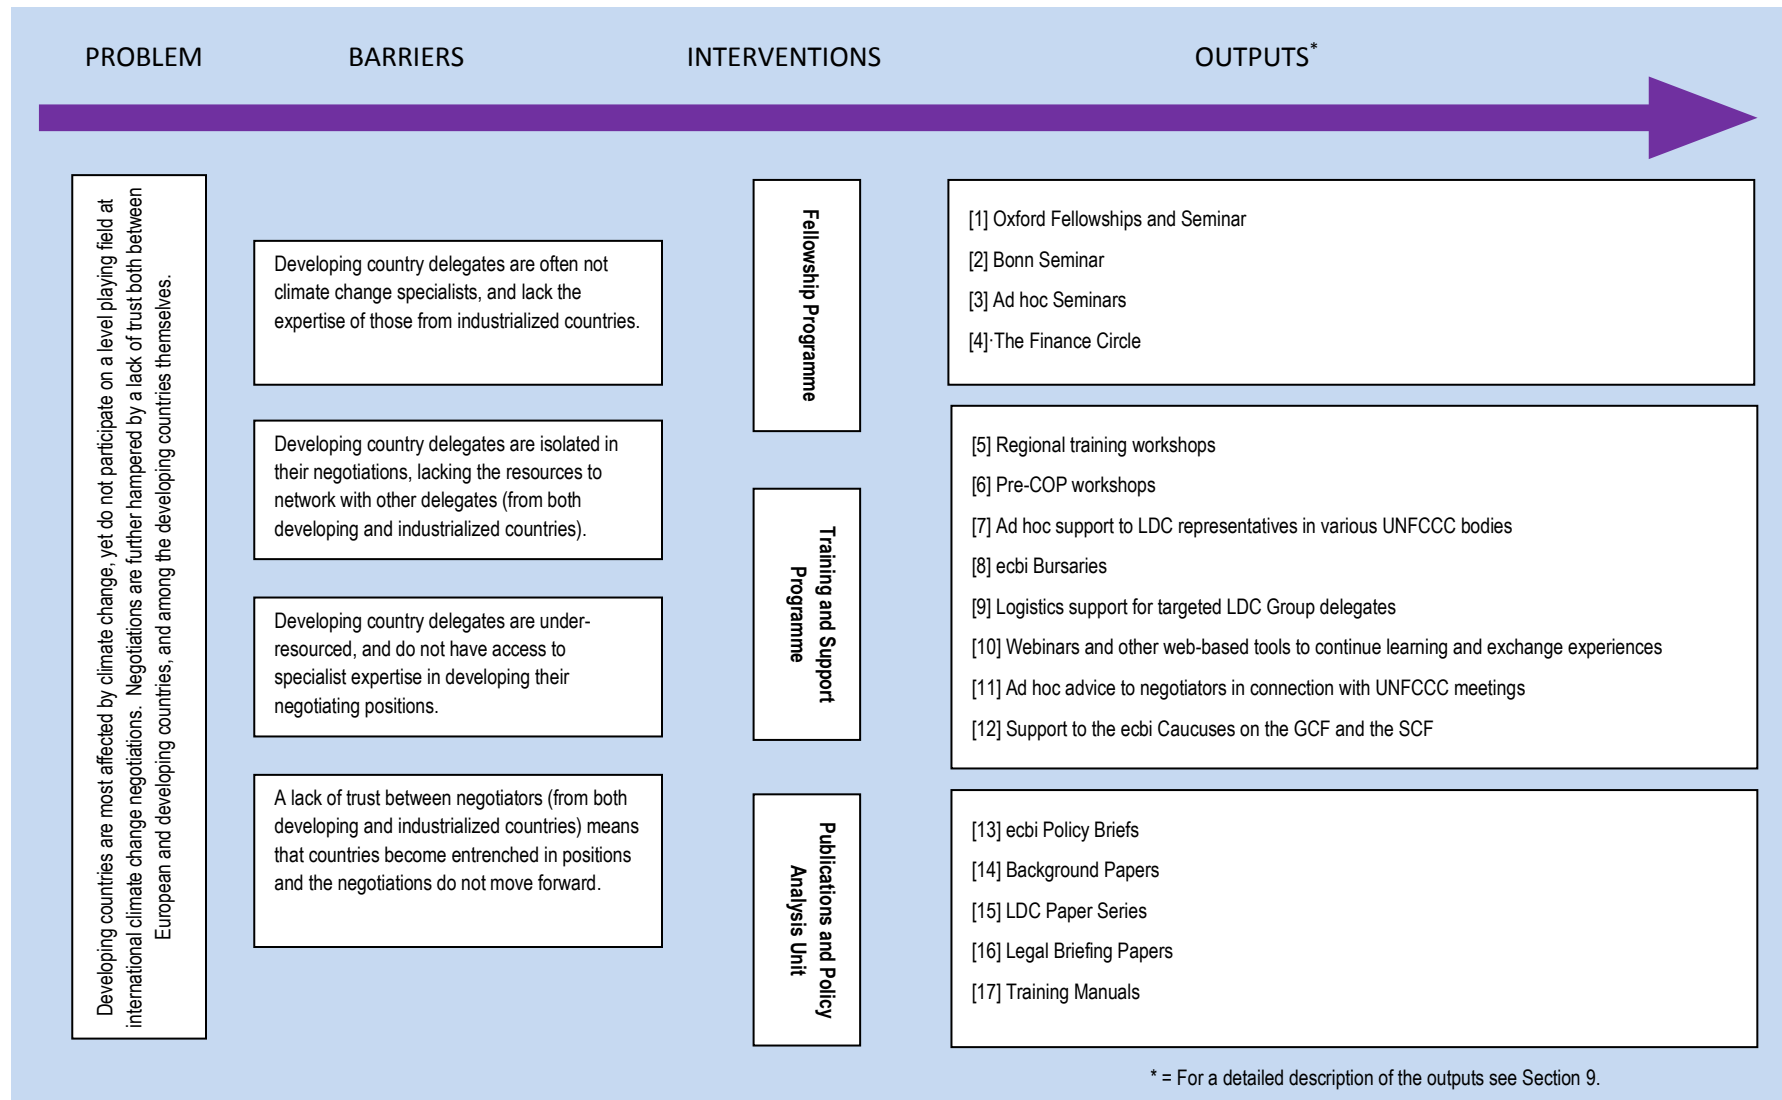 PROBLEM
BARRIERS
INTERVENTIONS
OUTPUTS*
Developing countries are most affected by climate change, yet do not participate on a level playing field at
international climate change negotiations.  Negotiations are further hampered by a lack of trust both between
European and developing countries, and among the developing countries themselves.
Developing country delegates are often not
climate change specialists, and lack the
expertise of those from industrialized countries.
Developing country delegates are isolated in
their negotiations, lacking the resources to
network with other delegates (from both
developing and industrialized countries).
Developing country delegates are under-
resourced, and do not have access to
specialist expertise in developing their
negotiating positions.
A lack of trust between negotiators (from both
developing and industrialized countries) means
that countries become entrenched in positions
and the negotiations do not move forward.
Fellowship Programme
Training and Support
Programme
Publications and Policy
Analysis Unit
[1] Oxford Fellowships and Seminar
[2] Bonn Seminar
[3] Ad hoc Seminars
[4]·The Finance Circle
[5] Regional training workshops
[6] Pre-COP workshops
[7] Ad hoc support to LDC representatives in various UNFCCC bodies
[8] ecbi Bursaries
[9] Logistics support for targeted LDC Group delegates
[10] Webinars and other web-based tools to continue learning and exchange experiences
[11] Ad hoc advice to negotiators in connection with UNFCCC meetings
[12] Support to the ecbi Caucuses on the GCF and the SCF
[13] ecbi Policy Briefs
[14] Background Papers
[15] LDC Paper Series
[16] Legal Briefing Papers
[17] Training Manuals
* = For a detailed description of the outputs see Section 9.